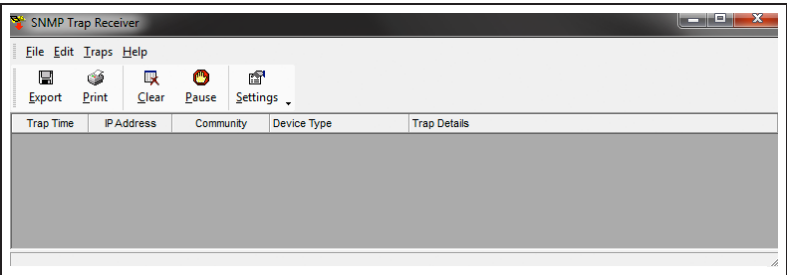 SNMP Trap Receiver
File Edit Traps Help
Export Print Clear Pause Settings
Trap Time IP Address Community Device Type Trap Details